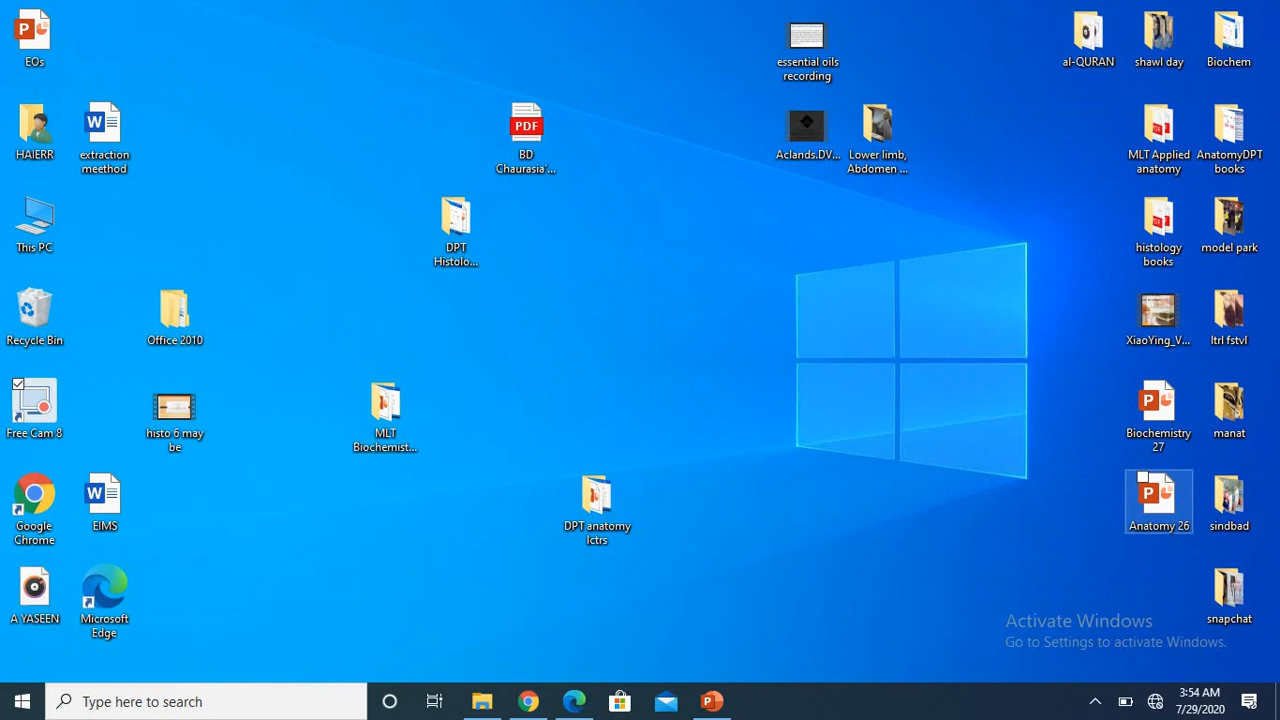 EOs
HAIERR
extraction
meethod
This PC
Recycle Bin
Office 2010
Free Cam 8
histo 6 may
be
Google
Chrome
EIMS
A YASEEN
Microsoft
Edge
PDF
BD
Chaurasia'...
DPT
Histolo...
MLT
Biochemist...
DPT anatomy
lctrs
essential oils
recording
Aclands.DV...
Lower limb,
Abdomen ...
al-QURAN
shawl day
Biochem
MLT Applied
anatomy
AnatomyDPT
books
histology
books
model park
XiaoYing_V...
ltrl fstvl
Biochemistry
27
manat
Anatomy 26
sindbad
snapchat
Activate Windows
Go to Settings to activate Windows.
Type here to search
3:54 AM
7/29/2020